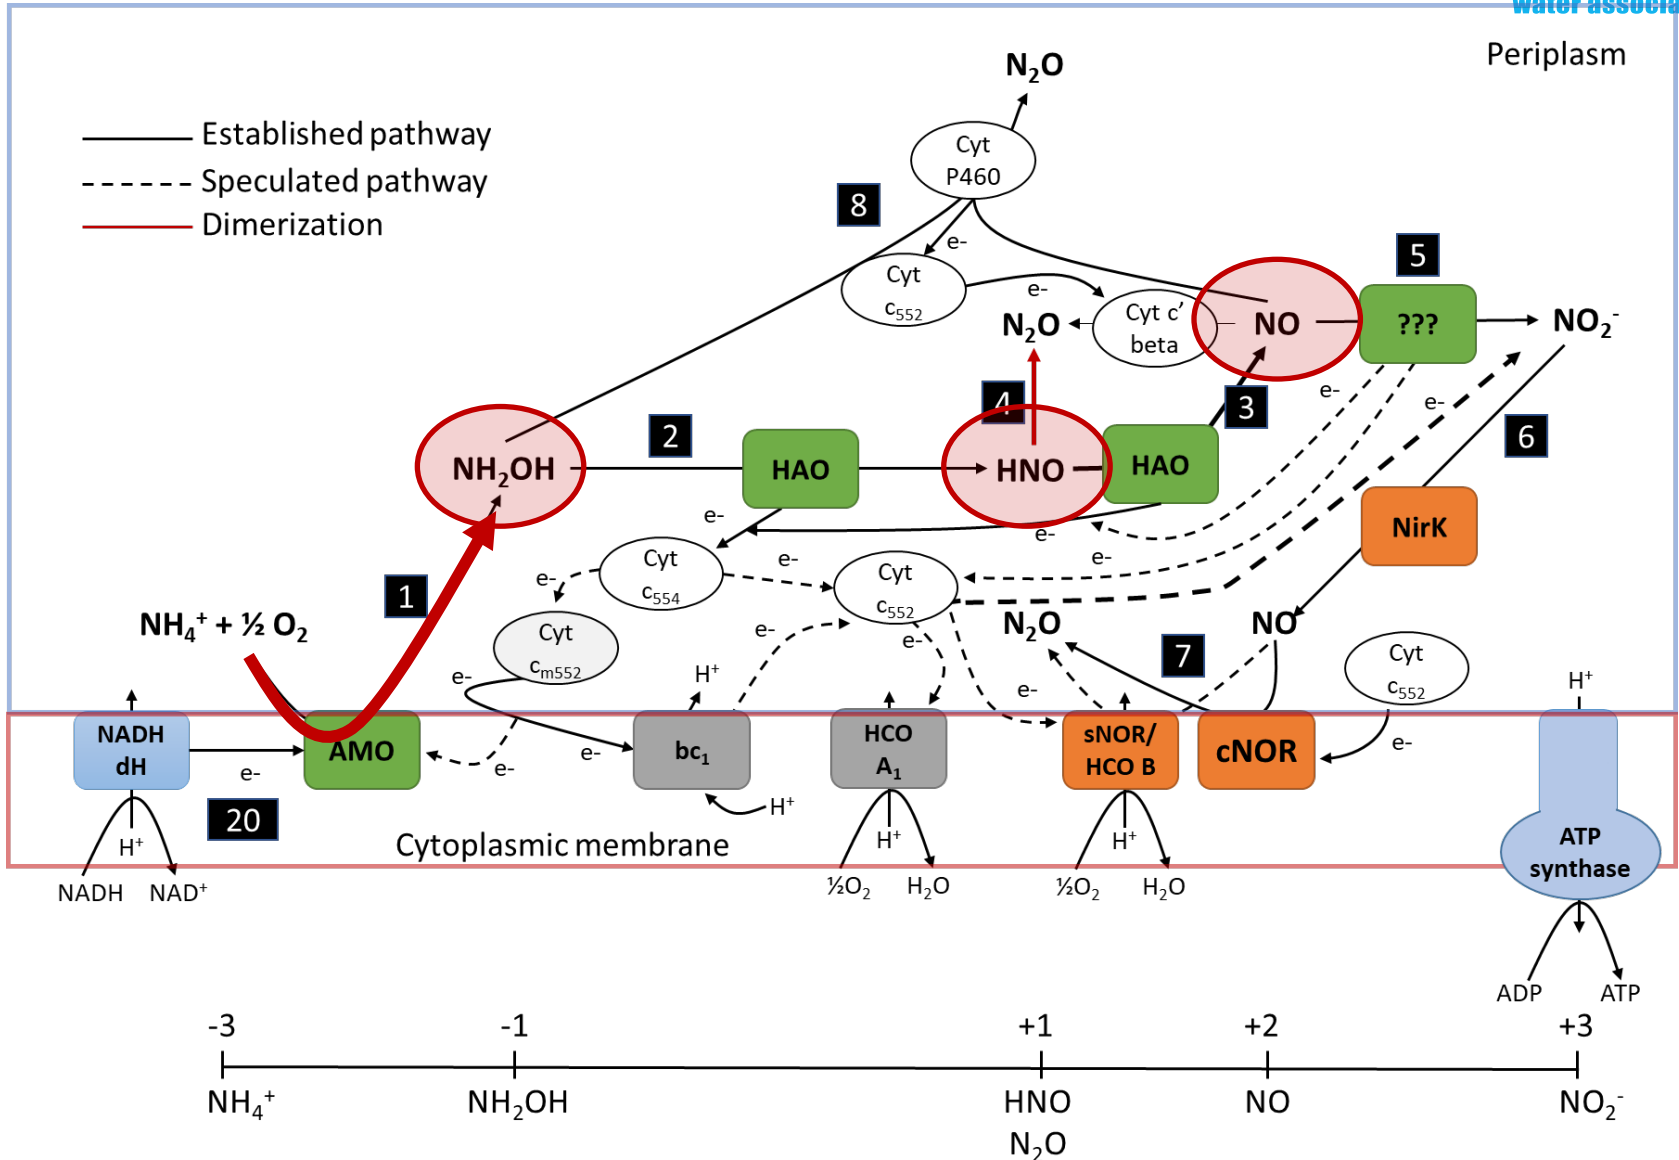 water associa
Periplasm
N₂O
Established pathway
Speculated pathway
Dimerization
Cyt
P460
8
e-
5
Cyt
c₅₅₂
e-
N₂O
Cyt c’
beta
NO
???
NO₂⁻
e-
e-
4
3
2
6
NH₂OH
HAO
HNO
HAO
e-
e-
NirK
Cyt
c₅₅₄
e-
e-
e-
Cyt
c₅₅₂
1
NH₄⁺ + ½ O₂
Cyt
c_m552
e-
e-
N₂O
NO
7
Cyt
c₅₅₂
e-
H⁺
e-
H⁺
NADH
dH
e-
AMO
e-
e-
bc₁
HCO
A₁
sNOR/
HCO B
cNOR
e-
20
H⁺
H⁺
H⁺
H⁺
Cytoplasmic membrane
ATP
synthase
NADH
NAD⁺
½O₂
H₂O
½O₂
H₂O
ADP
ATP
-3
-1
+1
+2
+3
NH₄⁺
NH₂OH
HNO
NO
NO₂⁻
N₂O